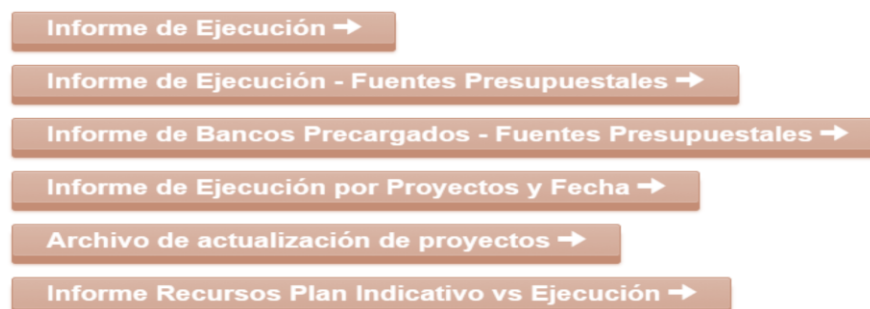 Informe de Ejecución →
Informe de Ejecución - Fuentes Presupuestales →
Informe de Bancos Precargados - Fuentes Presupuestales →
Informe de Ejecución por Proyectos y Fecha →
Archivo de actualización de proyectos →
Informe Recursos Plan Indicativo vs Ejecución →